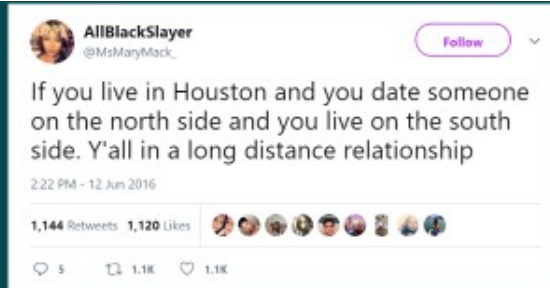 AllBlackSlayer
@MsMaryMack_
Follow
If you live in Houston and you date someone
on the north side and you live on the south
side. Y'all in a long distance relationship
2:22 PM - 12 Jun 2016
1,144 Retweets 1,120 Likes
5 1.1K 1.1K